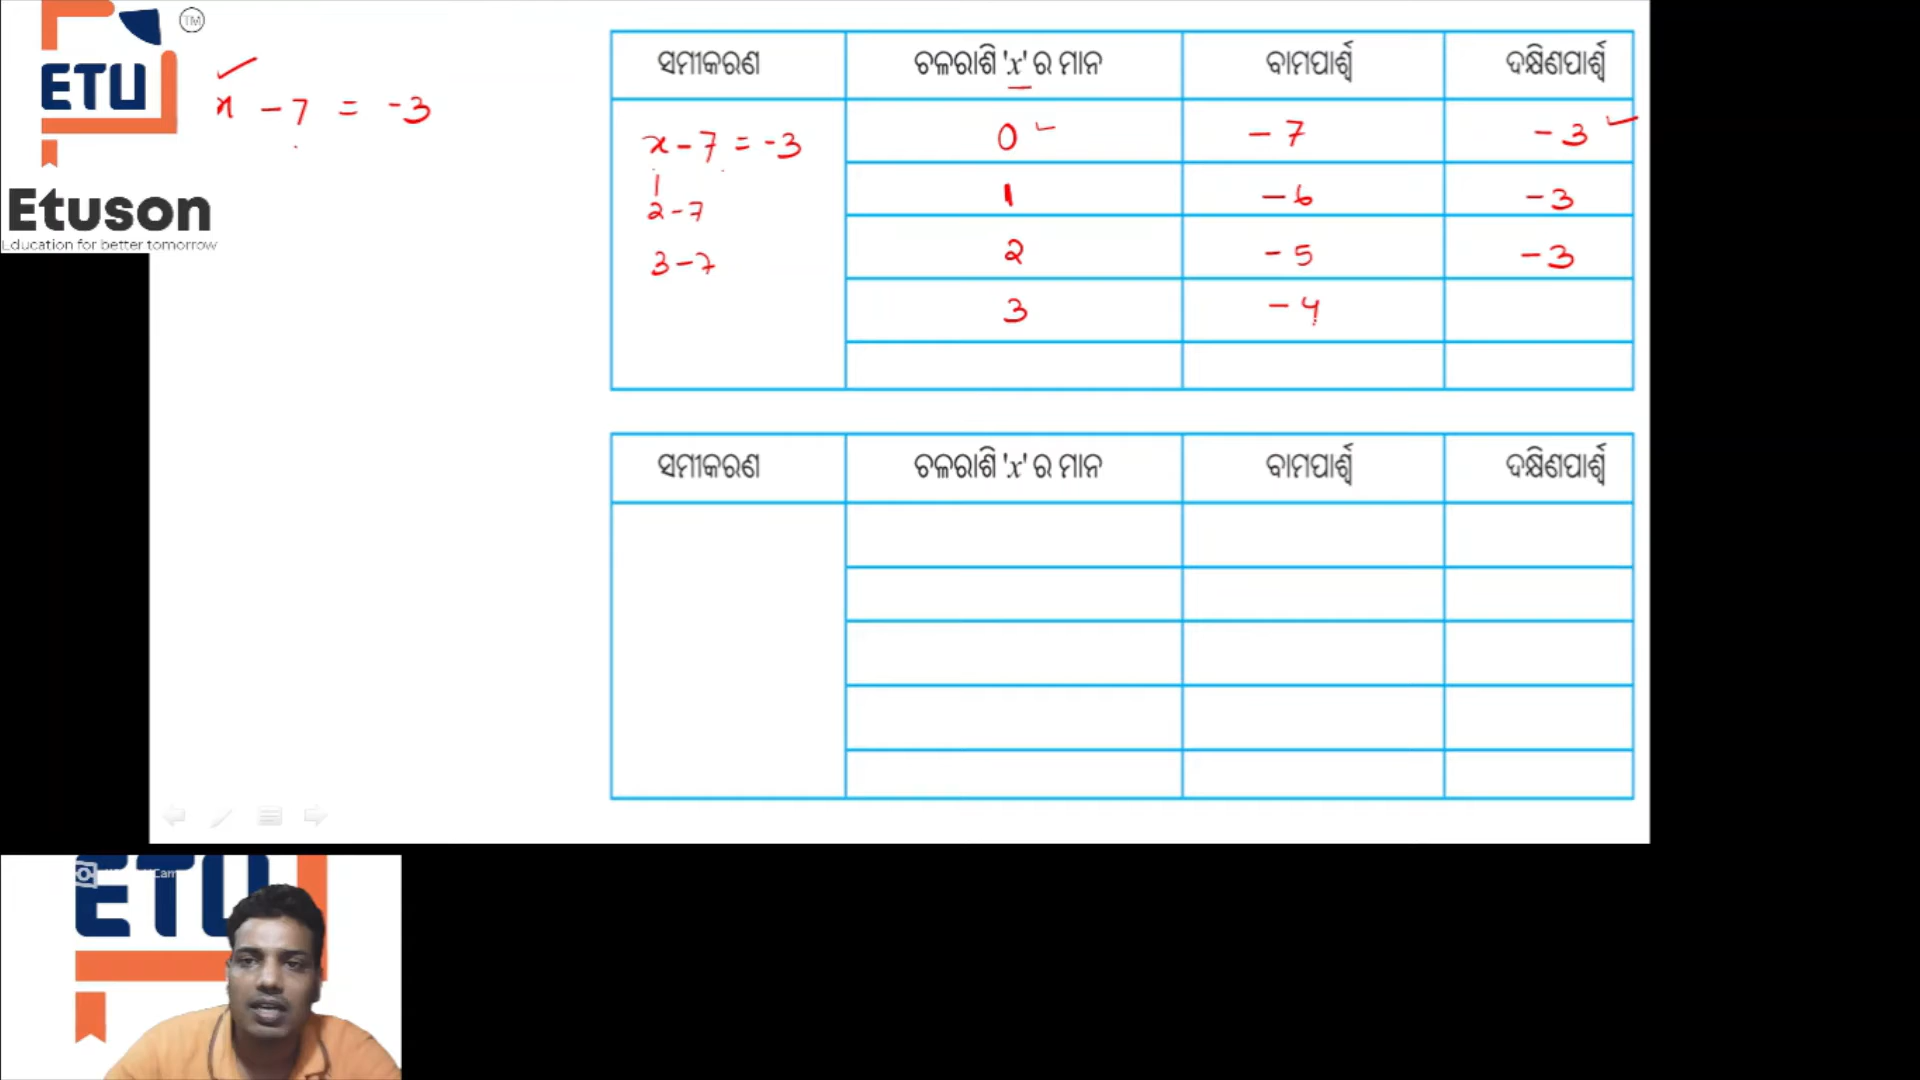 TM
ETU
Etuson
Education for better tomorrow
x - 7 = -3
ସମୀକରଣ ଚଳରାଶି 'x' ର ମାନ ବାମପାର୍ଶ୍ୱ ଦକ୍ଷିଣପାର୍ଶ୍ୱ
x - 7 = -3 0 -7 -3
1 1 -6 -3
2 - 7 2 -5 -3
3 - 7 3 -4
ସମୀକରଣ ଚଳରାଶି 'x' ର ମାନ ବାମପାର୍ଶ୍ୱ ଦକ୍ଷିଣପାର୍ଶ୍ୱ
ETU